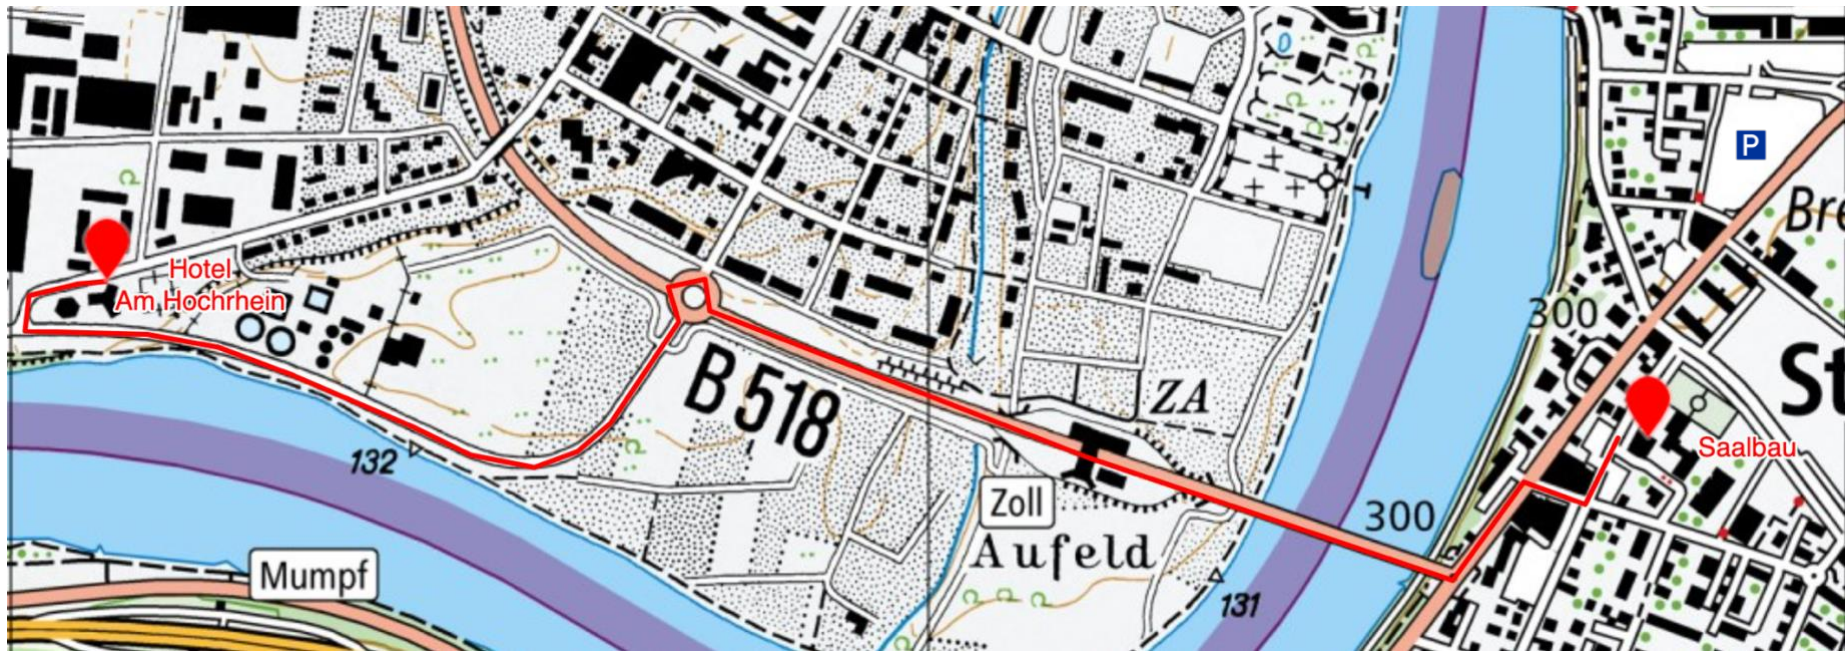 P
Bre
Hotel
Am Hochrhein
300
St
B 518
ZA
Saalbau
132
Zoll
300
Aufeld
Mumpf
131